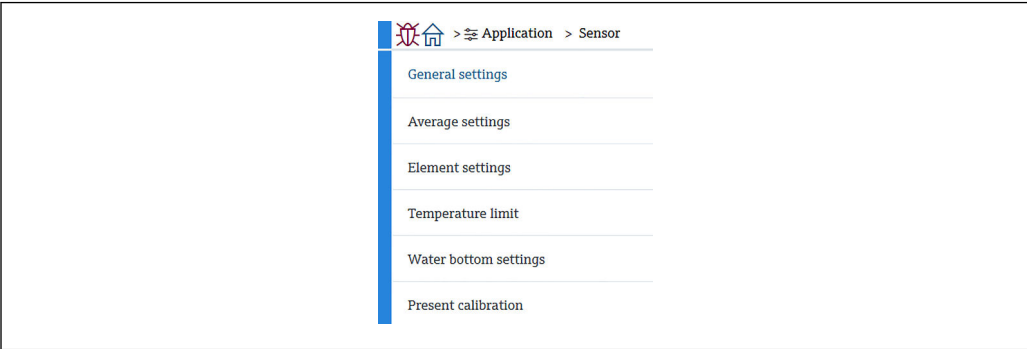 > Application > Sensor
General settings
Average settings
Element settings
Temperature limit
Water bottom settings
Present calibration